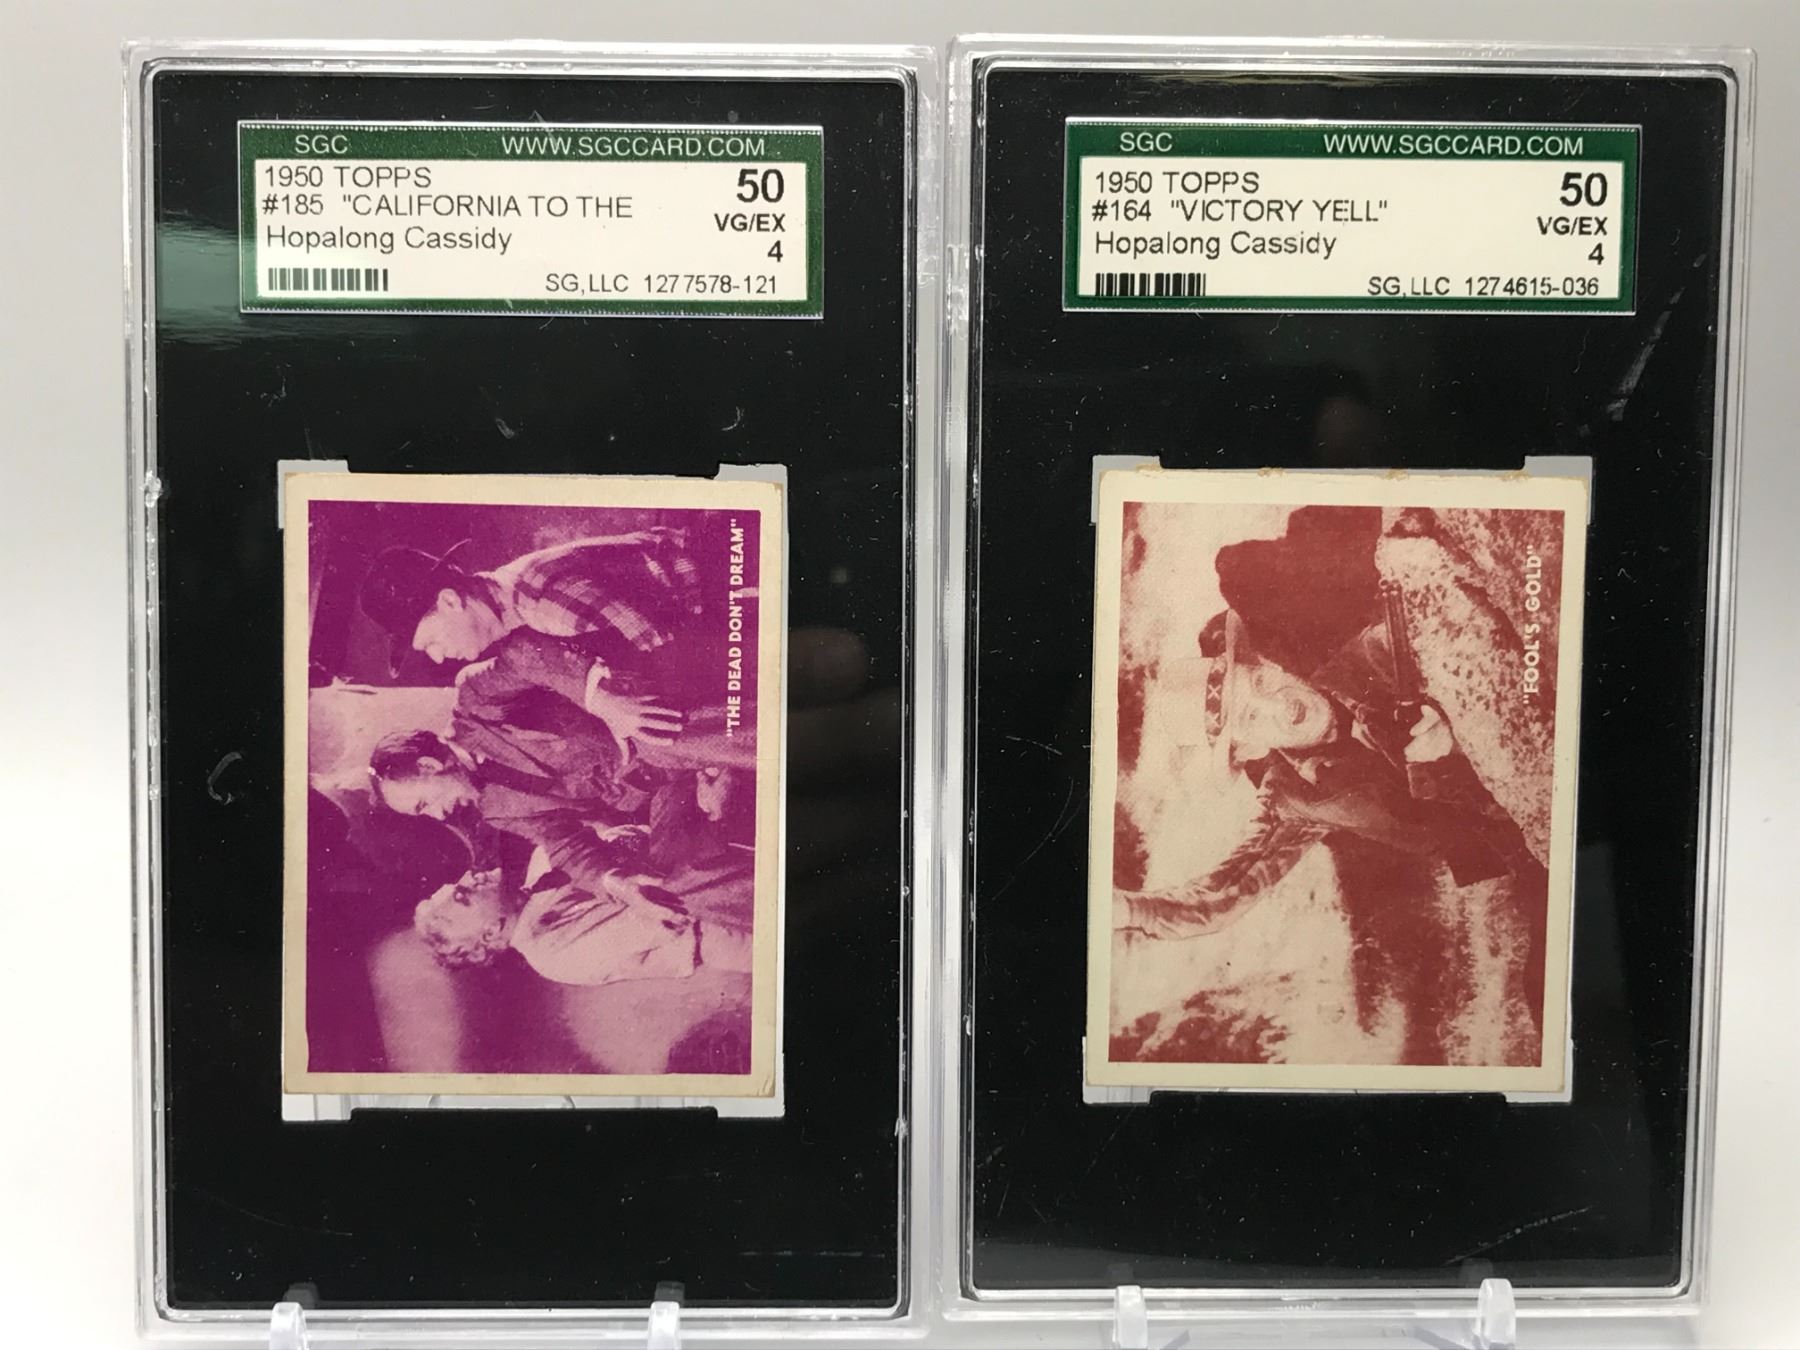 SGC WWW.SGCCARD.COM
1950 TOPPS 50
#185 "CALIFORNIA TO THE VG/EX
Hopalong Cassidy 4
SG,LLC 1277578-121
"THE DEAD DON'T DREAM"
SGC WWW.SGCCARD.COM
1950 TOPPS 50
#164 "VICTORY YELL" VG/EX
Hopalong Cassidy 4
SG,LLC 1274615-036
"FOOL'S GOLD"